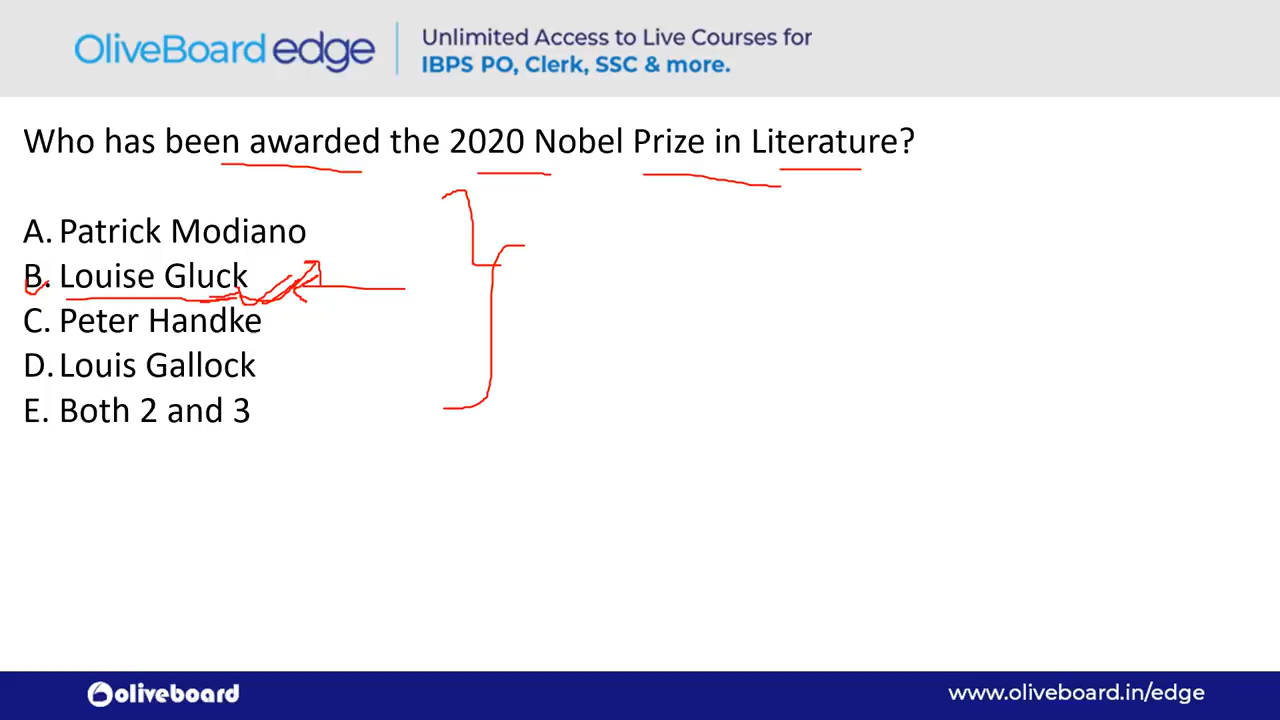 OliveBoard edge
Unlimited Access to Live Courses for
IBPS PO, Clerk, SSC & more.
Who has been awarded the 2020 Nobel Prize in Literature?
A. Patrick Modiano
B. Louise Gluck
C. Peter Handke
D. Louis Gallock
E. Both 2 and 3
oliveboard
www.oliveboard.in/edge